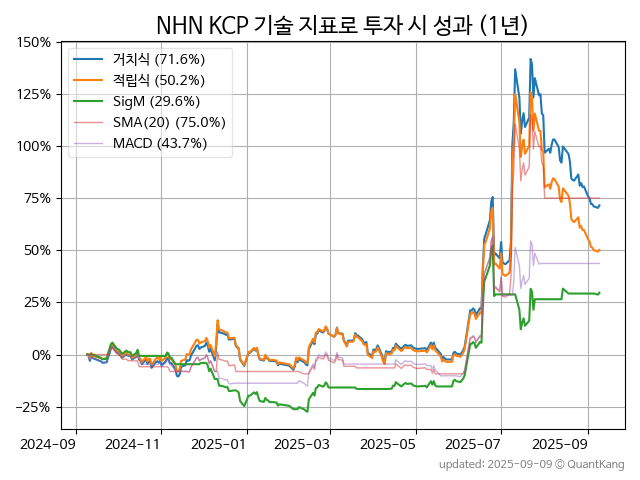 NHN KCP 기술 지표로 투자 시 성과 (1년)
150%
125%
100%
75%
50%
25%
0%
−25%
거치식 (71.6%)
적립식 (50.2%)
SigM (29.6%)
SMA(20) (75.0%)
MACD (43.7%)
2024-09
2024-11
2025-01
2025-03
2025-05
2025-07
2025-09
updated: 2025-09-09 © QuantKang